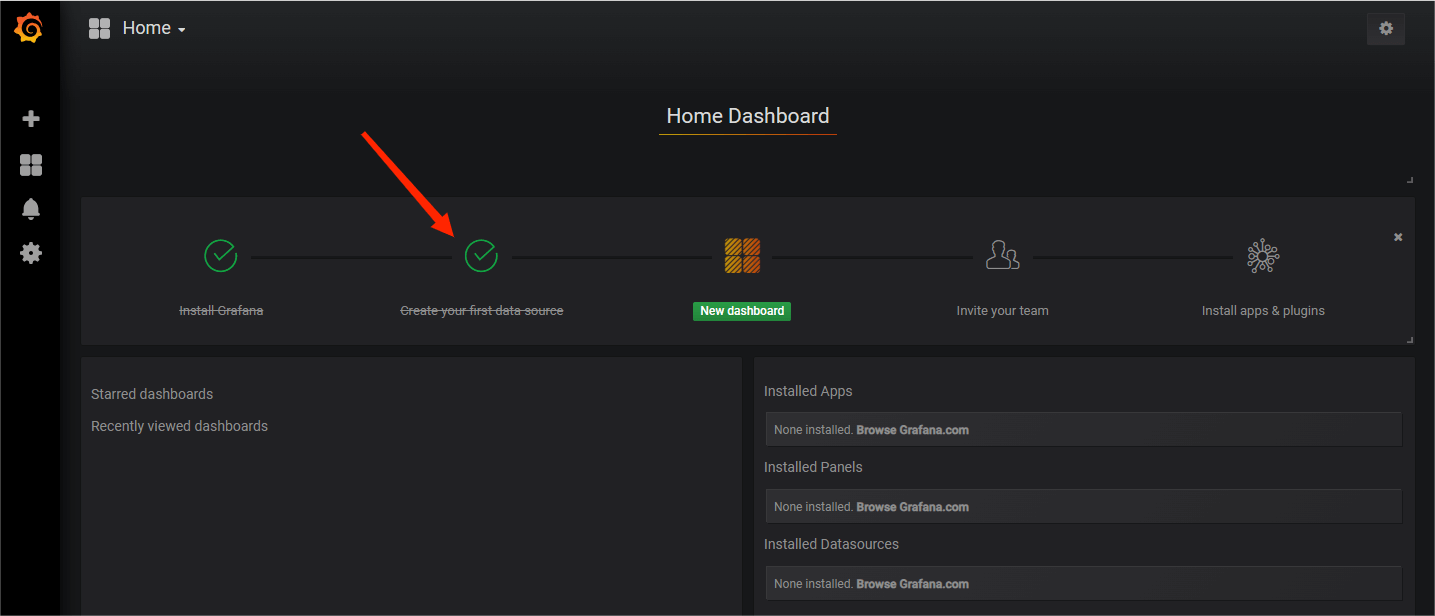 Home
Home Dashboard
Install Grafana
Create your first data source
New dashboard
Invite your team
Install apps & plugins
Starred dashboards
Recently viewed dashboards
Installed Apps
None installed. Browse Grafana.com
Installed Panels
None installed. Browse Grafana.com
Installed Datasources
None installed. Browse Grafana.com